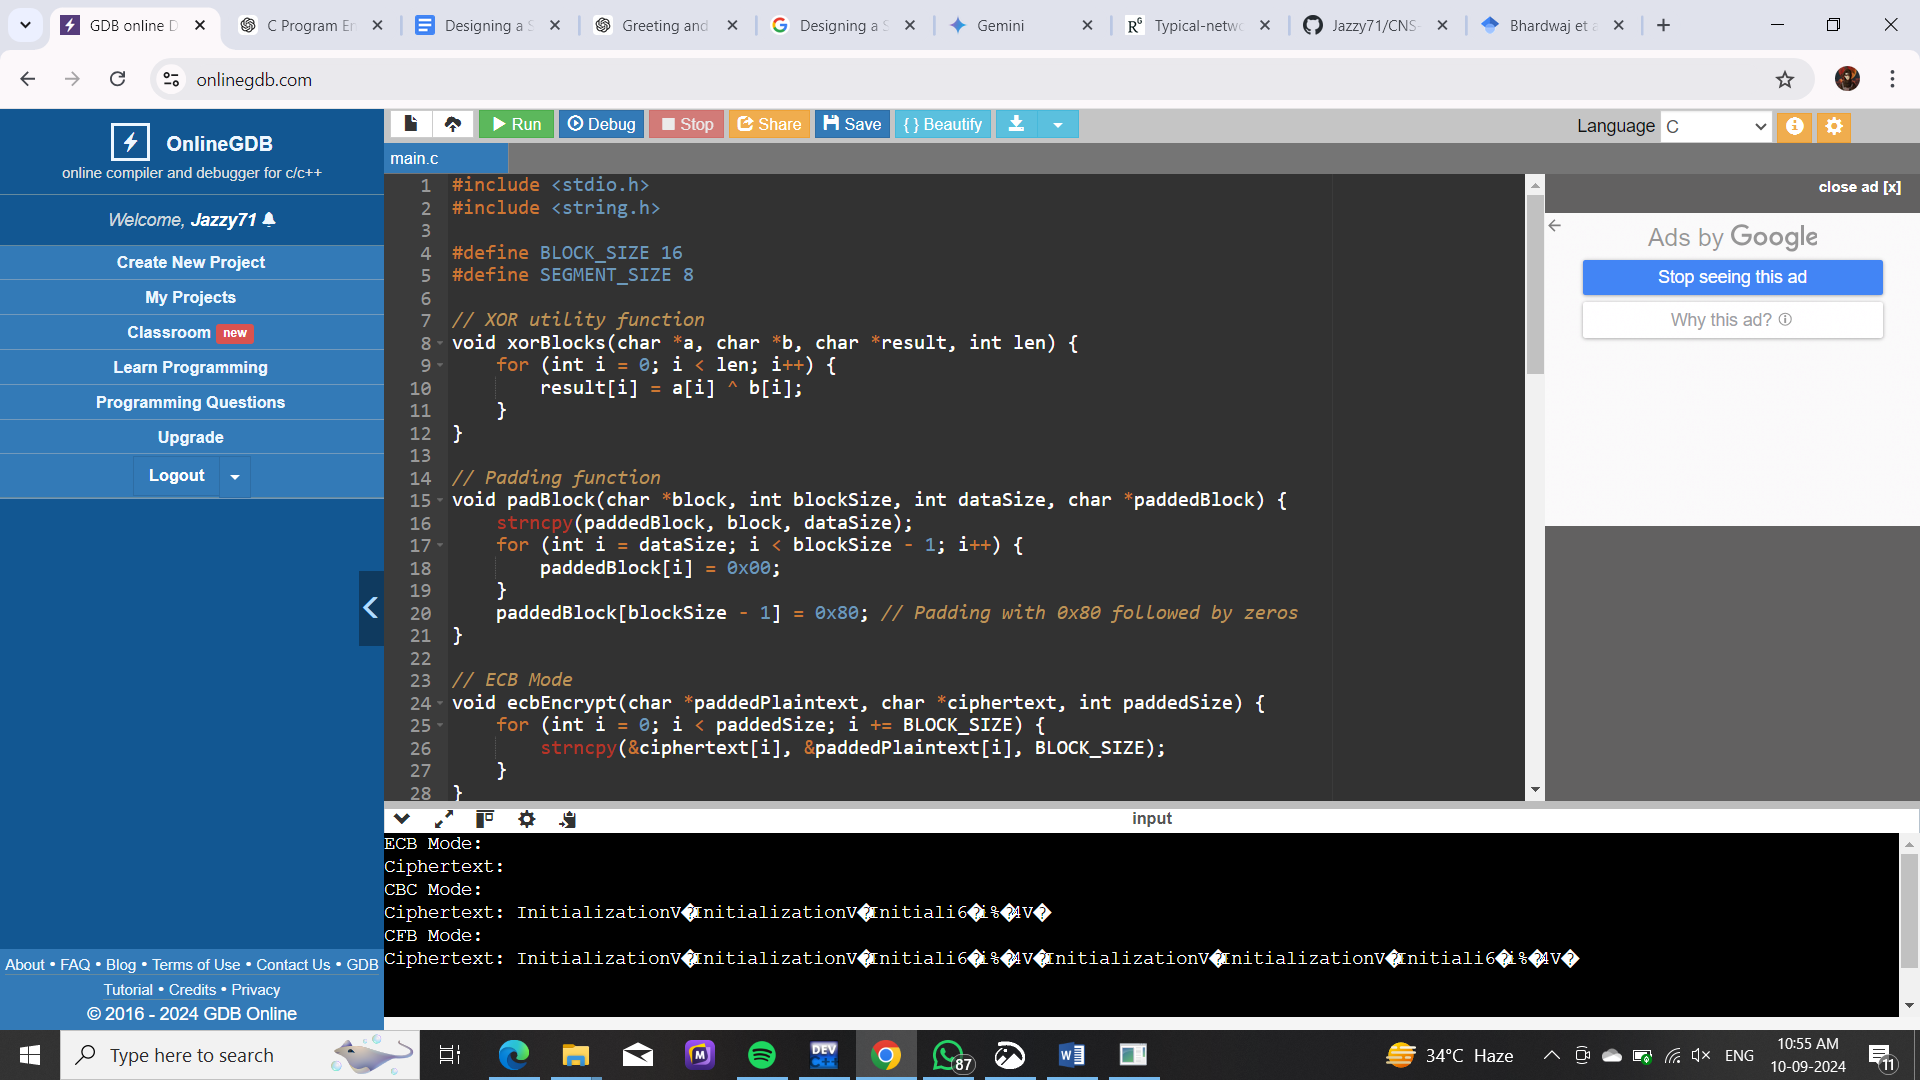 GDB online D
C Program En
Designing a S
Greeting and
Designing a S
Gemini
Typical-netwo
Jazzy71/CNS-
Bhardwaj et a
onlinegdb.com
OnlineGDB
online compiler and debugger for c/c++
Welcome, Jazzy71
Create New Project
My Projects
Classroom new
Learn Programming
Programming Questions
Upgrade
Logout
About • FAQ • Blog • Terms of Use • Contact Us • GDB
Tutorial • Credits • Privacy
© 2016 - 2024 GDB Online
Run Debug Stop Share Save { } Beautify
Language C
main.c
1 #include <stdio.h>
2 #include <string.h>
3
4 #define BLOCK_SIZE 16
5 #define SEGMENT_SIZE 8
6
7 // XOR utility function
8 void xorBlocks(char *a, char *b, char *result, int len) {
9 for (int i = 0; i < len; i++) {
10 result[i] = a[i] ^ b[i];
11 }
12 }
13
14 // Padding function
15 void padBlock(char *block, int blockSize, int dataSize, char *paddedBlock) {
16 strncpy(paddedBlock, block, dataSize);
17 for (int i = dataSize; i < blockSize - 1; i++) {
18 paddedBlock[i] = 0x00;
19 }
20 paddedBlock[blockSize - 1] = 0x80; // Padding with 0x80 followed by zeros
21 }
22
23 // ECB Mode
24 void ecbEncrypt(char *paddedPlaintext, char *ciphertext, int paddedSize) {
25 for (int i = 0; i < paddedSize; i += BLOCK_SIZE) {
26 strncpy(&ciphertext[i], &paddedPlaintext[i], BLOCK_SIZE);
27 }
28 }
close ad [x]
Ads by Google
Stop seeing this ad
Why this ad?
input
ECB Mode:
Ciphertext:
CBC Mode:
Ciphertext: InitializationV�InitializationV�Initiali6�i%�4V�
CFB Mode:
Ciphertext: InitializationV�InitializationV�Initiali6�i%�4V�InitializationV�InitializationV�Initiali6�i%�4V�
Type here to search
DEV C++
87
34°C Haze
ENG
10:55 AM
10-09-2024
11